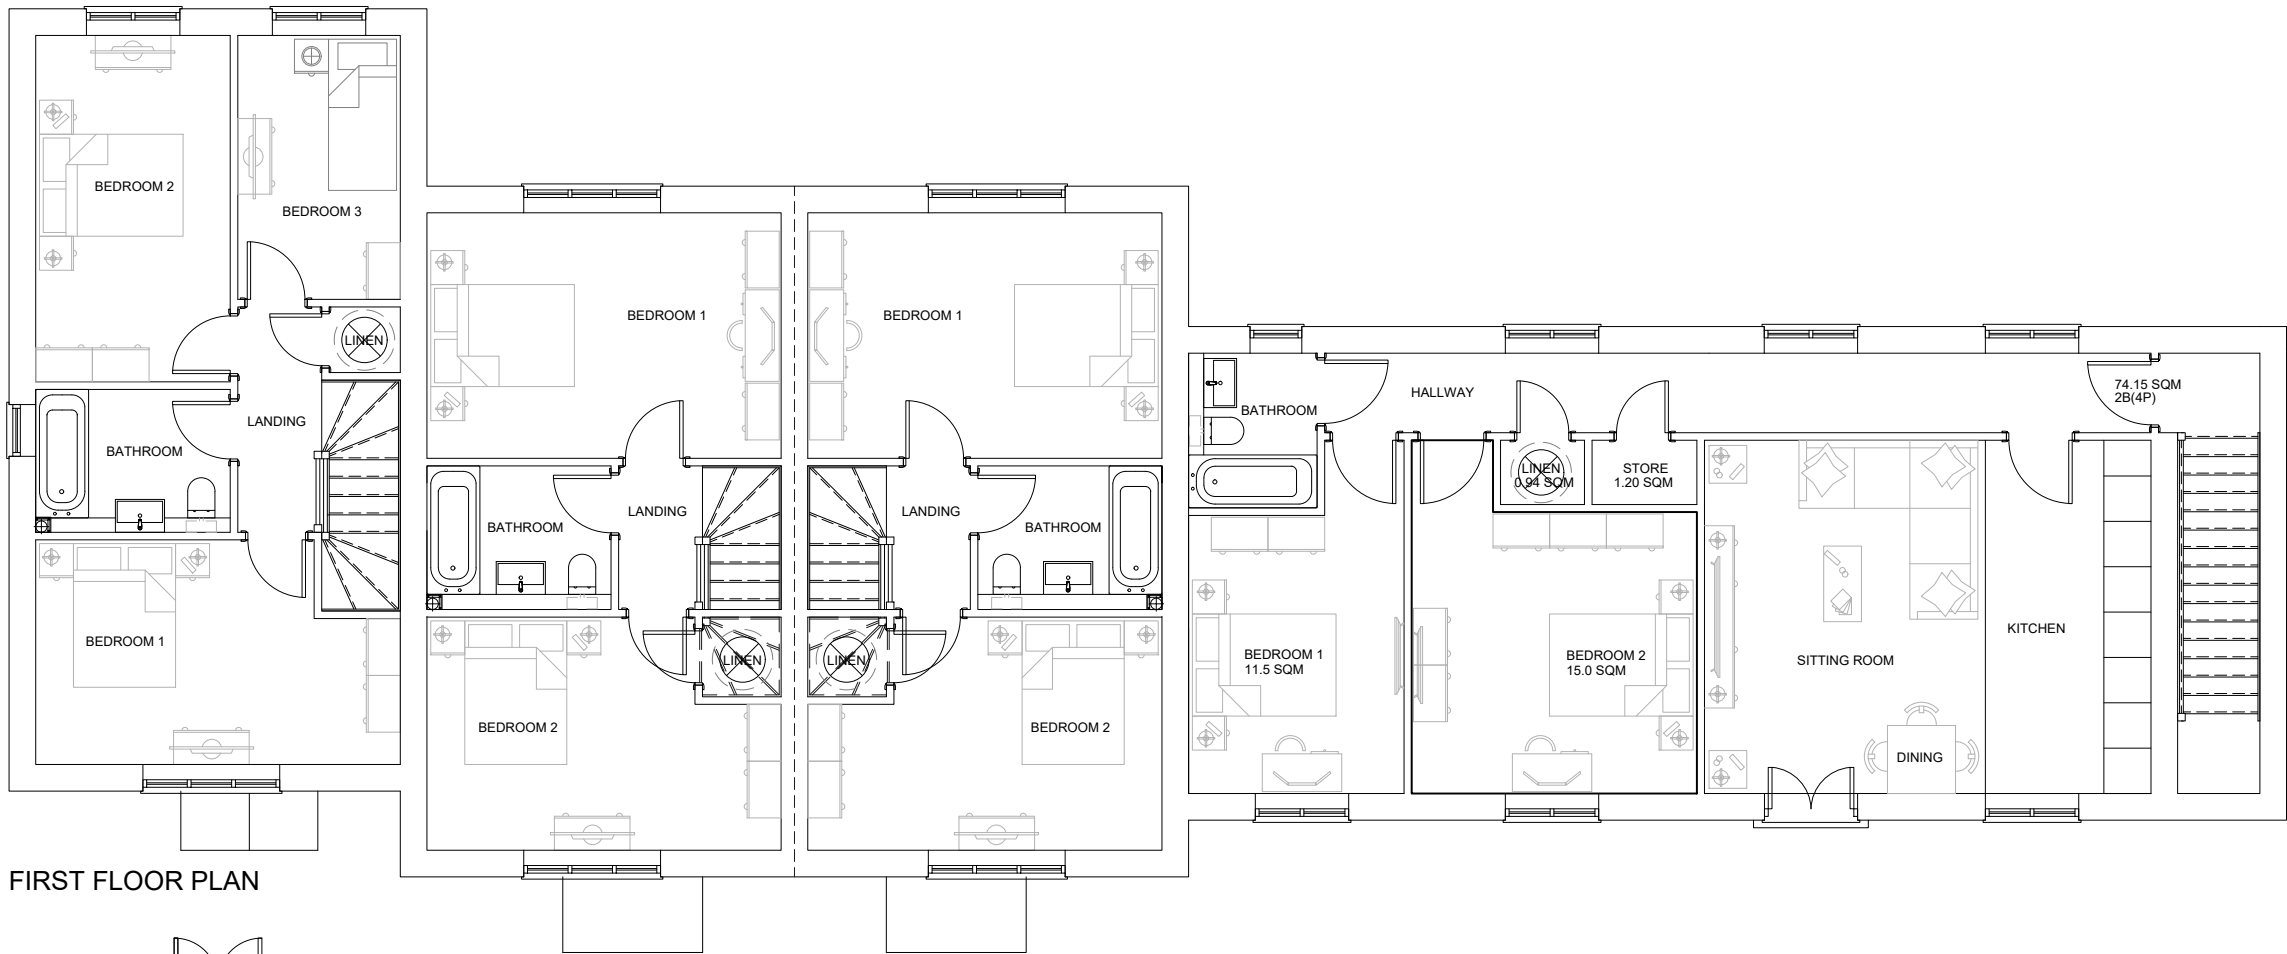 BEDROOM 2
BEDROOM 3
LINEN
LANDING
BATHROOM
BEDROOM 1
BEDROOM 1
BATHROOM
LANDING
LINEN
BEDROOM 2
BEDROOM 1
LANDING
BATHROOM
LINEN
BEDROOM 2
BATHROOM
HALLWAY
74.15 SQM
2B(4P)
LINEN
0.94 SQM
STORE
1.20 SQM
BEDROOM 1
11.5 SQM
BEDROOM 2
15.0 SQM
SITTING ROOM
KITCHEN
DINING
FIRST FLOOR PLAN